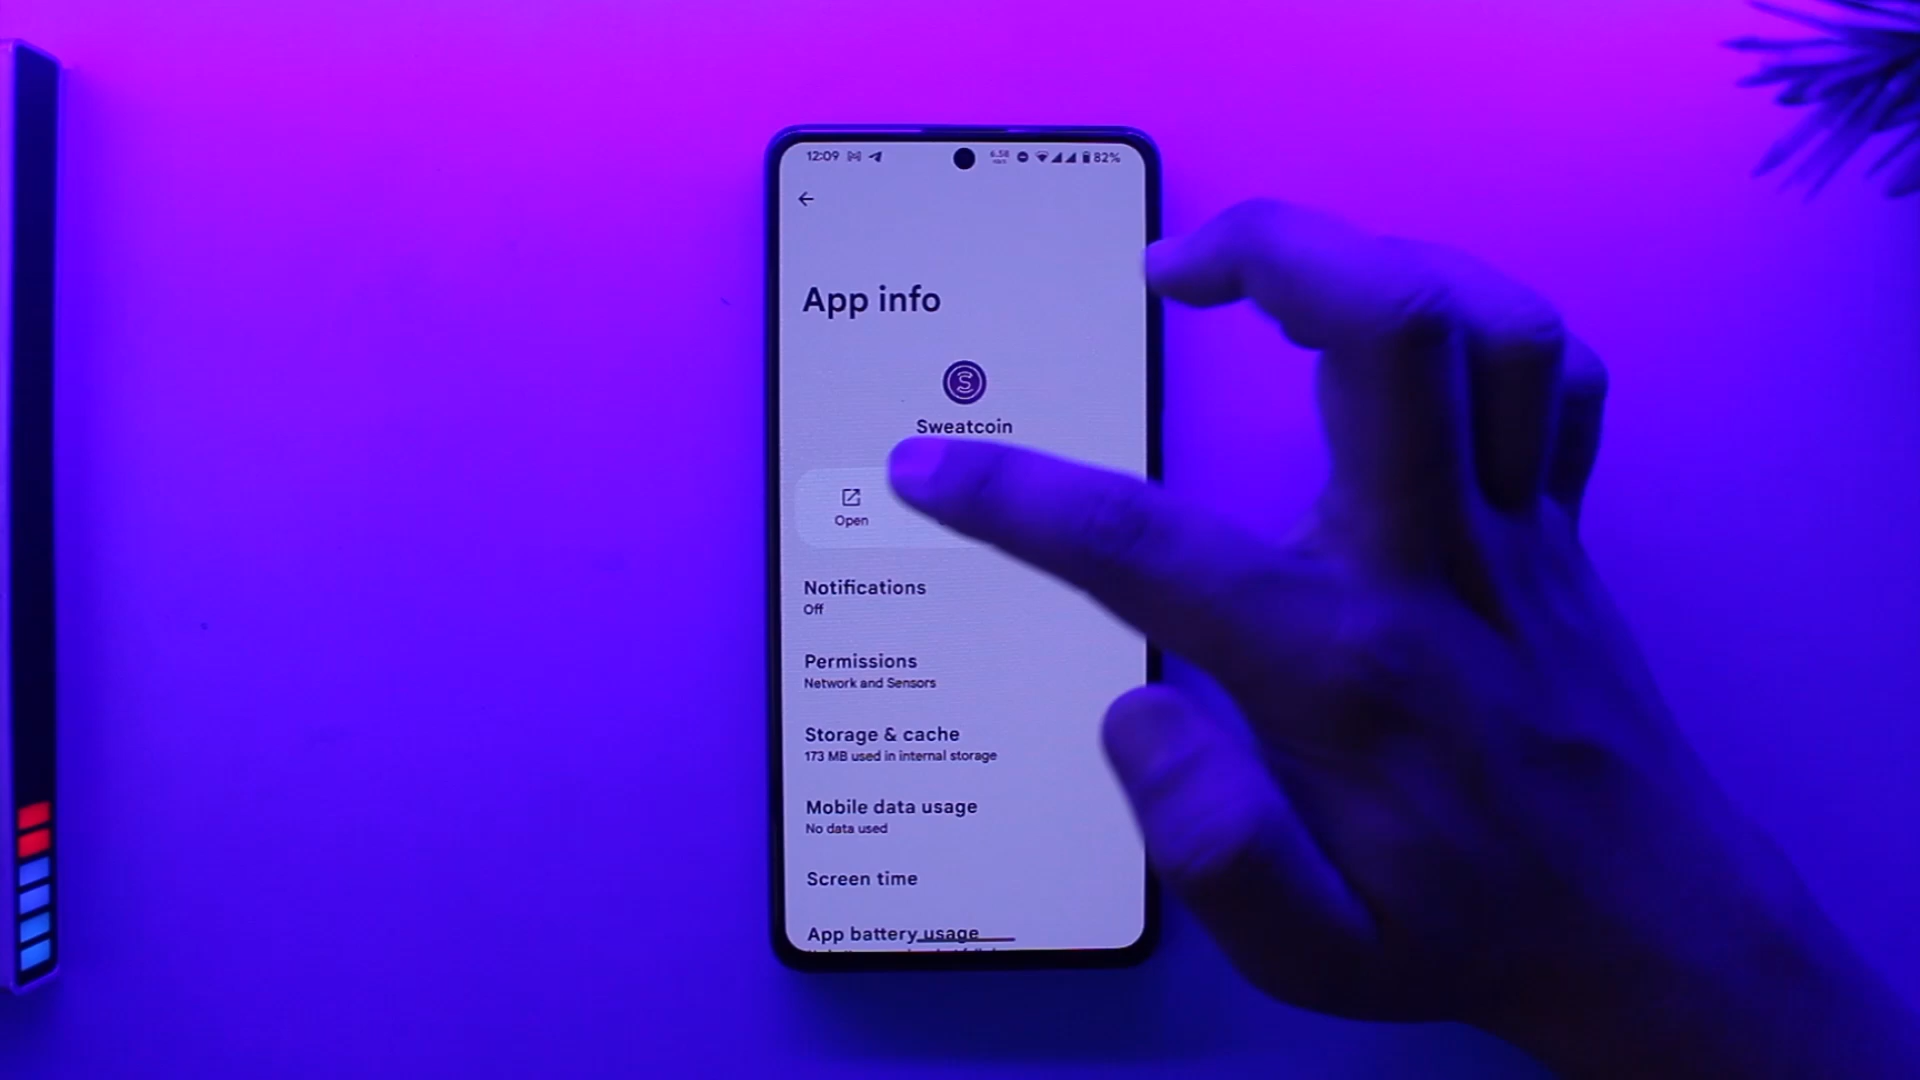 12:09 82%
App info
Sweatcoin
Open
Notifications
Off
Permissions
Network and Sensors
Storage & cache
173 MB used in internal storage
Mobile data usage
No data used
Screen time
App battery usage